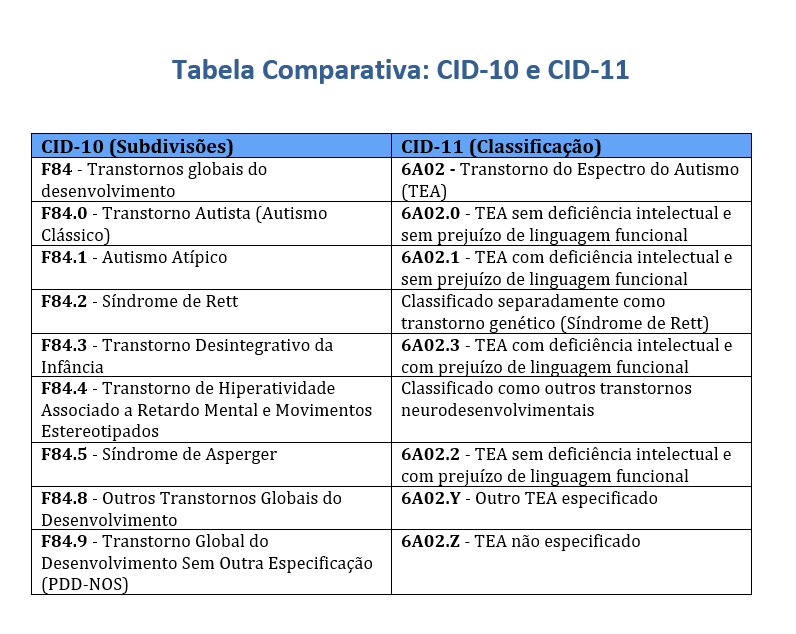 Tabela Comparativa: CID-10 e CID-11
CID-10 (Subdivisões)
CID-11 (Classificação)
F84 - Transtornos globais do
desenvolvimento
6A02 - Transtorno do Espectro do Autismo
(TEA)
F84.0 - Transtorno Autista (Autismo
Clássico)
6A02.0 - TEA sem deficiência intelectual e
sem prejuízo de linguagem funcional
F84.1 - Autismo Atípico
6A02.1 - TEA com deficiência intelectual e
sem prejuízo de linguagem funcional
F84.2 - Síndrome de Rett
Classificado separadamente como
transtorno genético (Síndrome de Rett)
F84.3 - Transtorno Desintegrativo da
Infância
6A02.3 - TEA com deficiência intelectual e
com prejuízo de linguagem funcional
F84.4 - Transtorno de Hiperatividade
Associado a Retardo Mental e Movimentos
Estereotipados
Classificado como outros transtornos
neurodesenvolvimentais
F84.5 - Síndrome de Asperger
6A02.2 - TEA sem deficiência intelectual e
com prejuízo de linguagem funcional
F84.8 - Outros Transtornos Globais do
Desenvolvimento
6A02.Y - Outro TEA especificado
F84.9 - Transtorno Global do
Desenvolvimento Sem Outra Especificação
(PDD-NOS)
6A02.Z - TEA não especificado